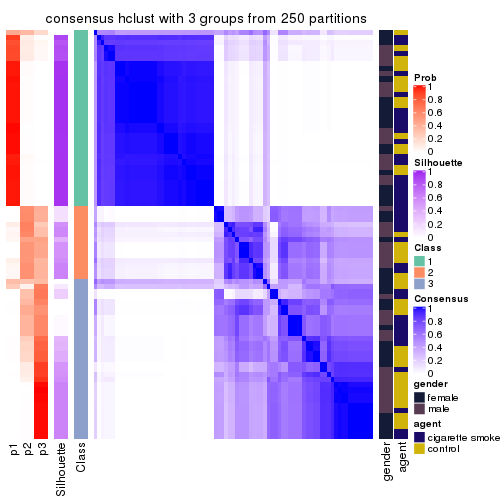 consensus hclust with 3 groups from 250 partitions
Prob
1
0.8
0.6
0.4
0.2
0
Silhouette
1
0.8
0.6
0.4
0.2
0
Class
1
2
3
Consensus
1
0.8
0.6
0.4
0.2
0
gender
female
male
agent
cigarette smoke
control
p1
p2
p3
Silhouette
Class
gender
agent